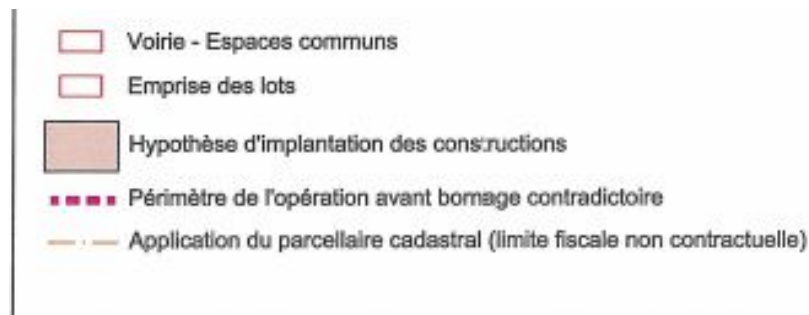 Voirie - Espaces communs
Emprise des lots
Hypothèse d'implantation des constructions
Périmètre de l'opération avant bornage contradictoire
Application du parcellaire cadastral (limite fiscale non contractuelle)